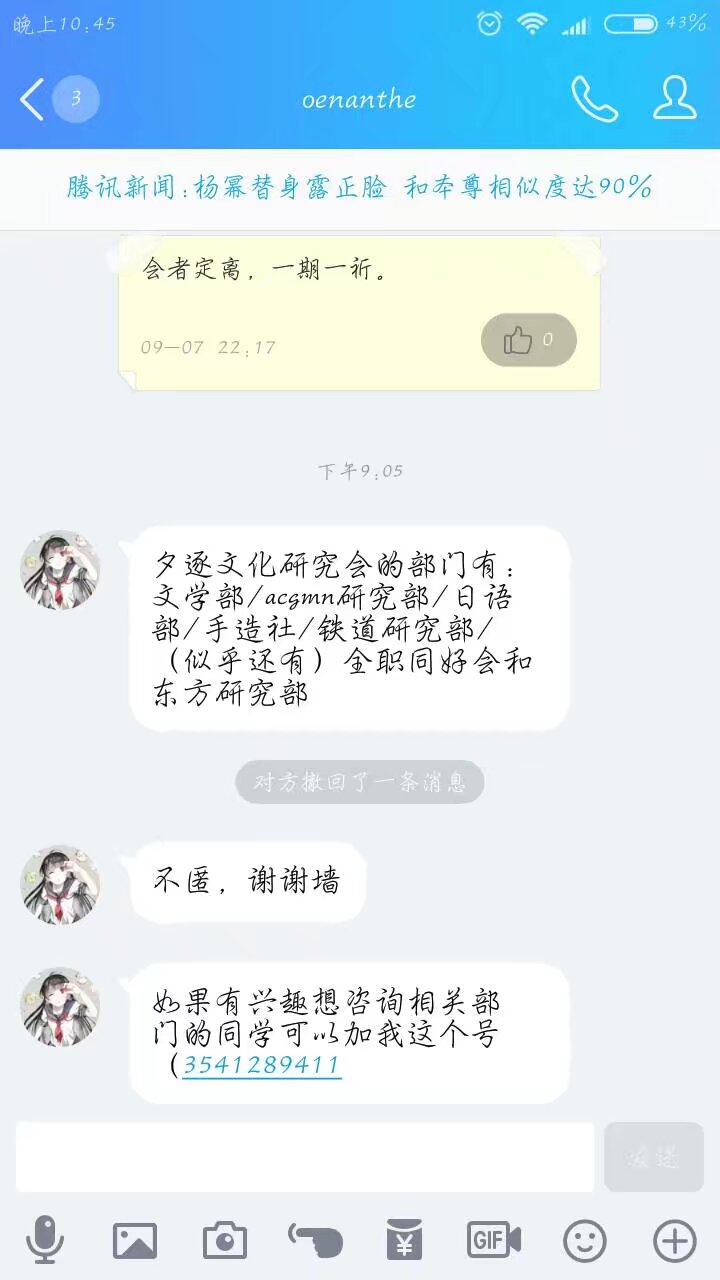 晚上10:45
43%
3
oenanthe
腾讯新闻:杨幂替身露正脸 和本尊相似度达90%
会者定离，一期一祈。
09-07 22:17
0
下午9:05
夕逐文化研究会的部门有：
文学部/acgmn研究部/日语
部/手造社/铁道研究部/
（似乎还有）全职同好会和
东方研究部
对方撤回了一条消息
不匿，谢谢墙
如果有兴趣想咨询相关部
门的同学可以加我这个号
（3541289411
发送
GIF